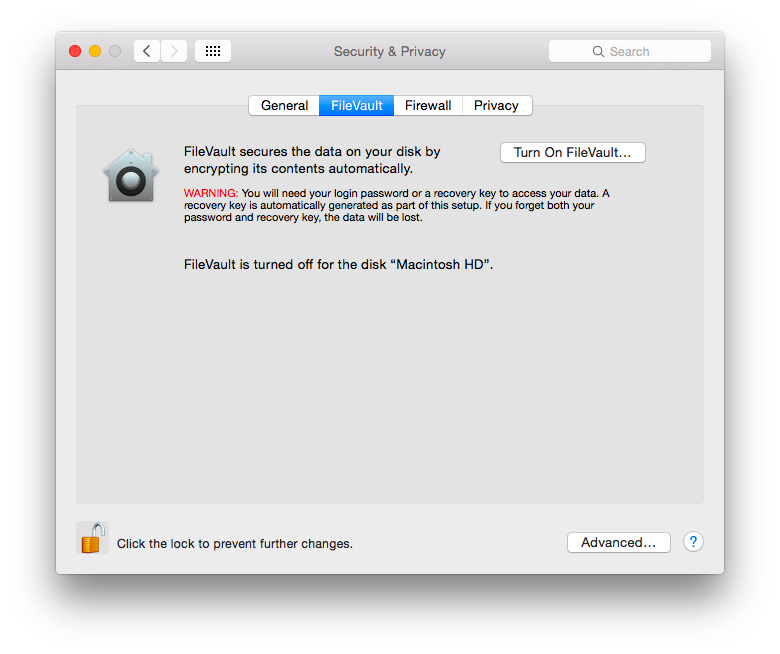 Security & Privacy
Search
General
FileVault
Firewall
Privacy
FileVault secures the data on your disk by
encrypting its contents automatically.
Turn On FileVault...
WARNING: You will need your login password or a recovery key to access your data. A
recovery key is automatically generated as part of this setup. If you forget both your
password and recovery key, the data will be lost.
FileVault is turned off for the disk “Macintosh HD”.
Click the lock to prevent further changes.
Advanced...
?